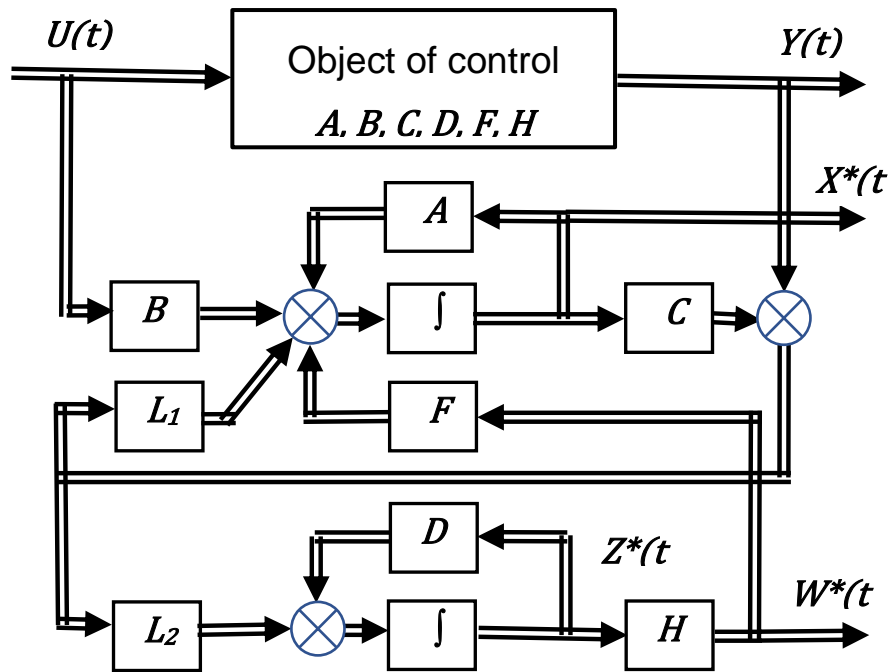 U(t)
Object of control
Y(t)
A, B, C, D, F, H
X*(t
A
B
∫
C
L1
F
D
Z*(t
W*(t
L2
∫
H